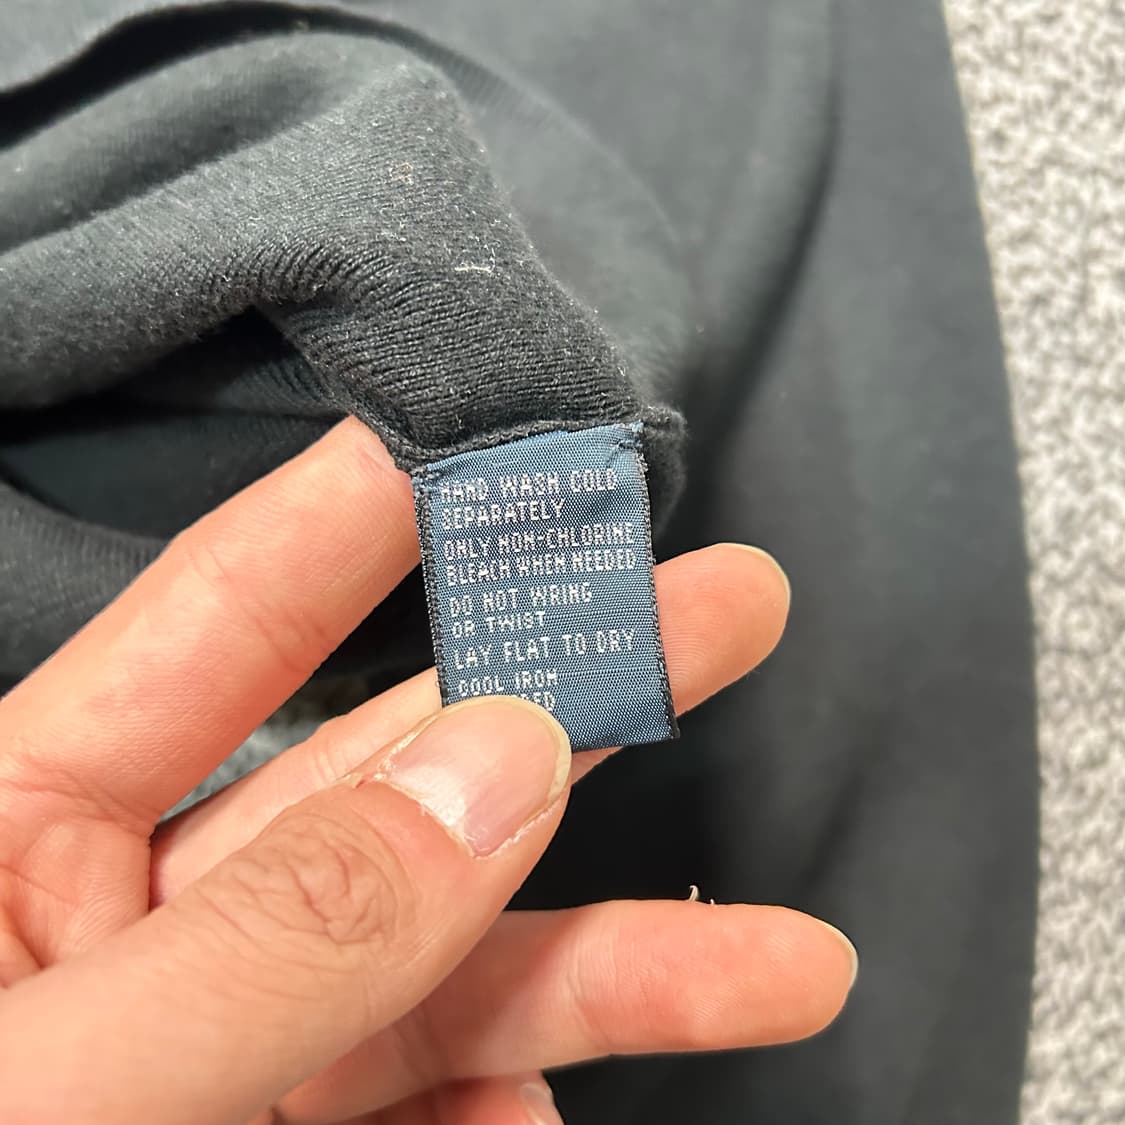 HAND WASH COLD
SEPARATELY
ONLY NON-CHLORINE
BLEACH WHEN NEEDED
DO NOT WRING
OR TWIST
LAY FLAT TO DRY
COOL IRON